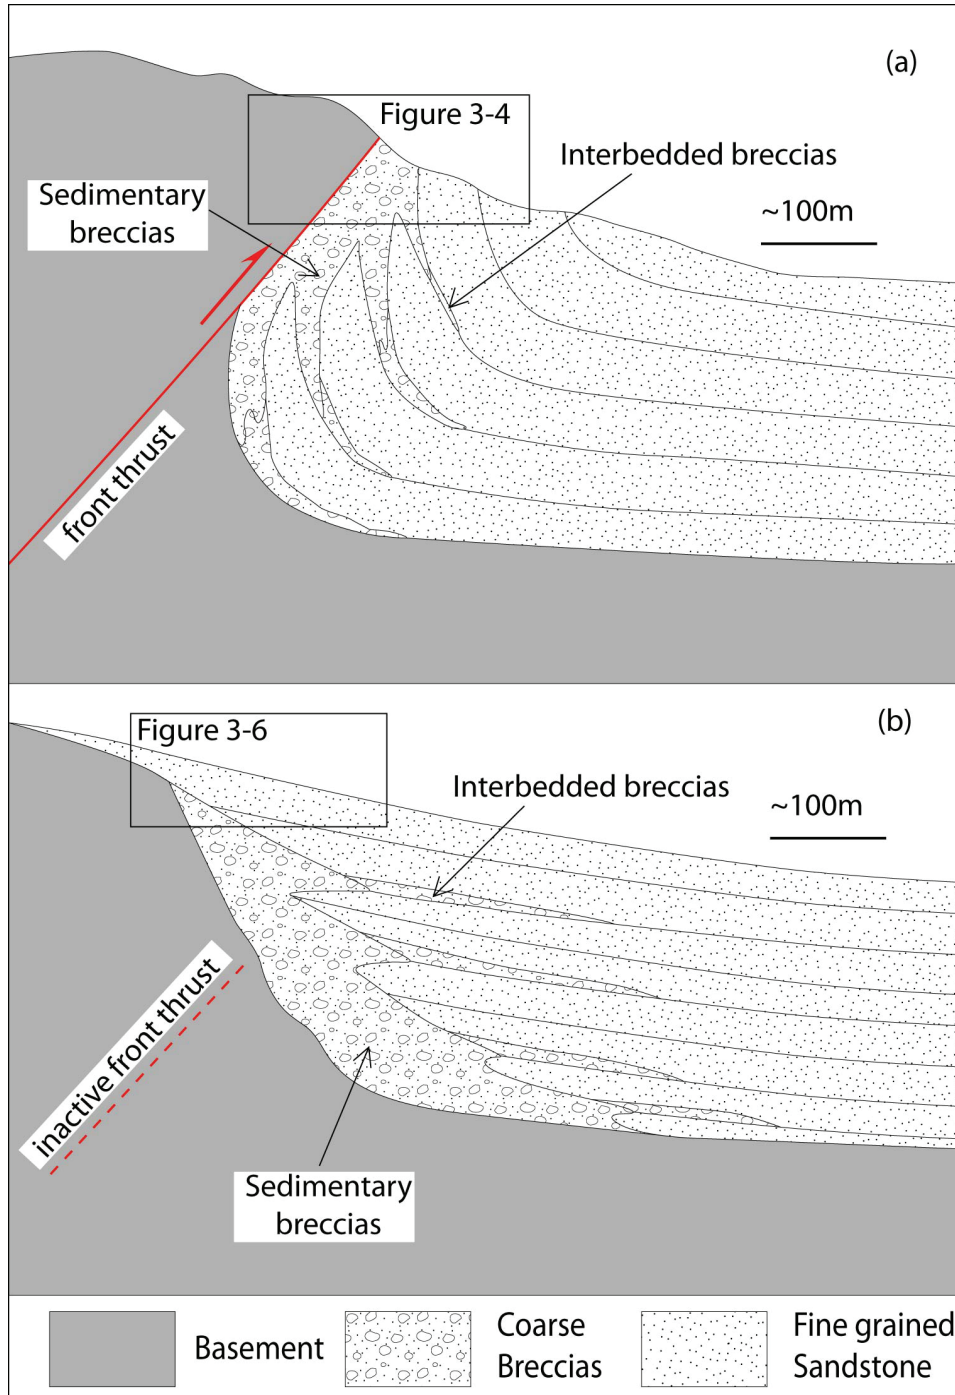 (a)
Figure 3-4
Interbedded breccias
Sedimentary
breccias
~100m
front thrust
(b)
Figure 3-6
Interbedded breccias
~100m
inactive front thrust
Sedimentary
breccias
Basement
Coarse
Breccias
Fine grained
Sandstone